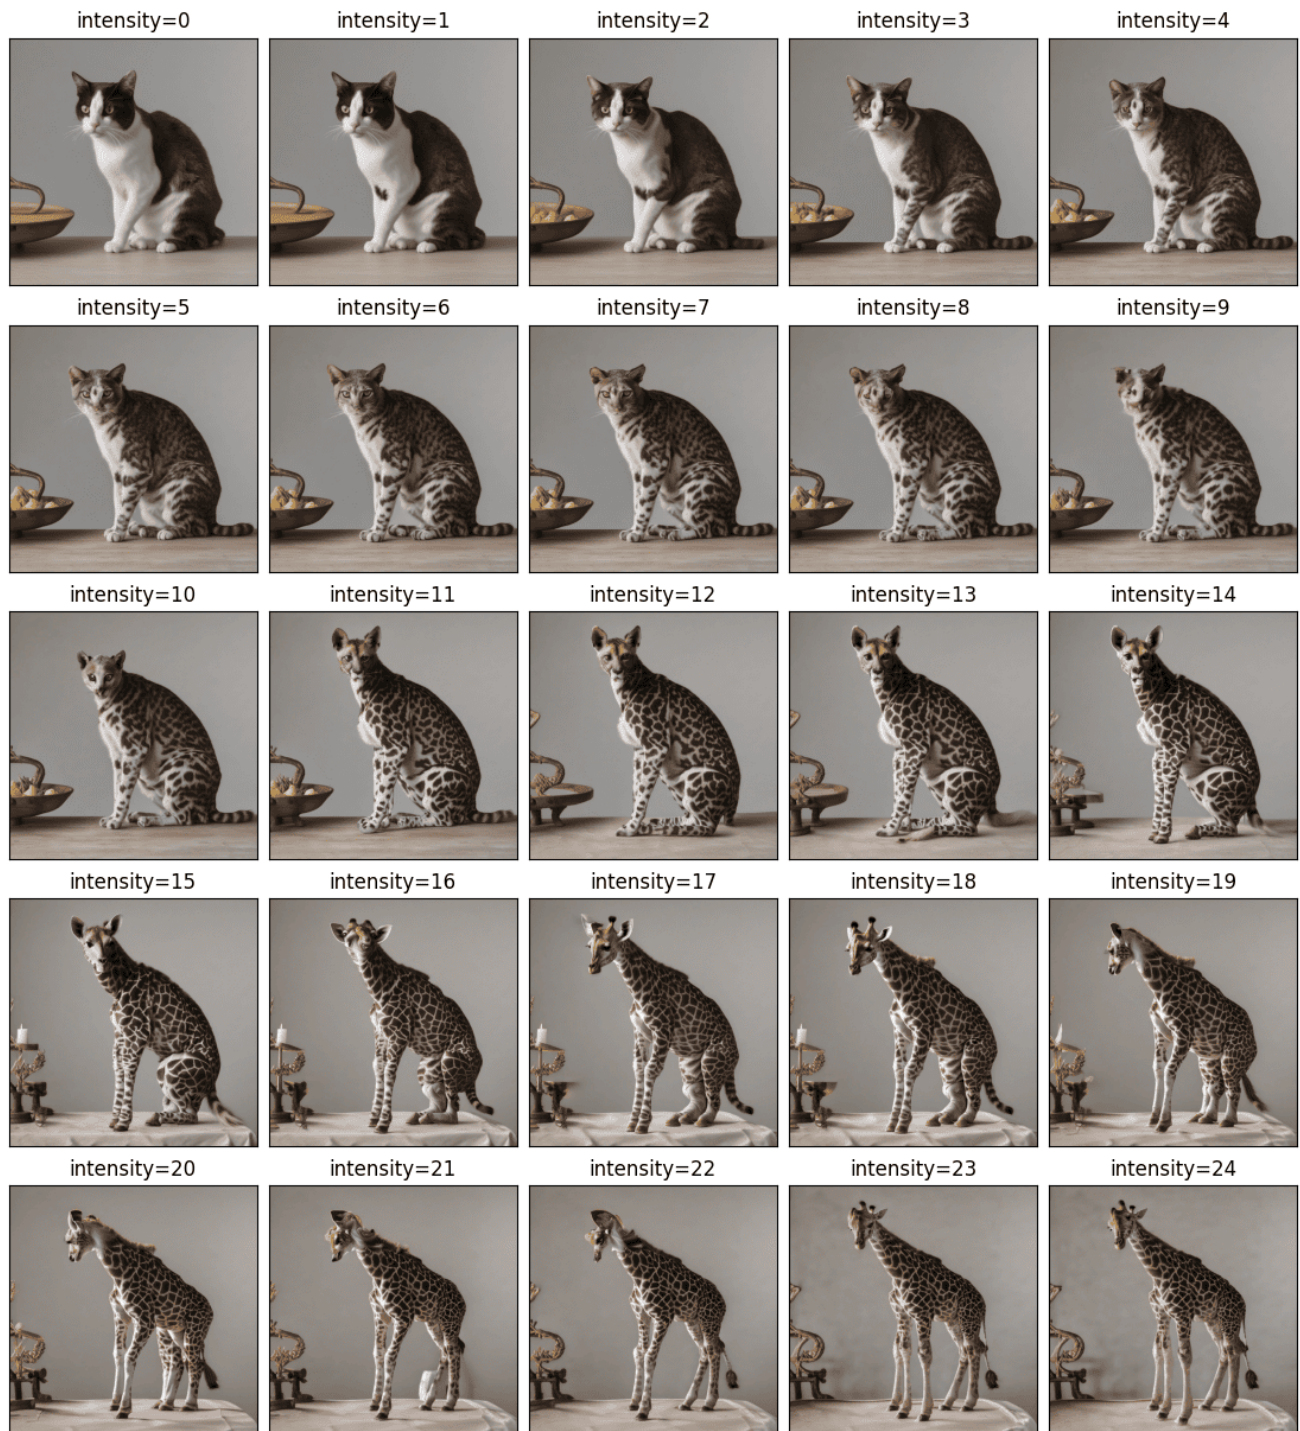 intensity=0 intensity=1 intensity=2 intensity=3 intensity=4
intensity=5 intensity=6 intensity=7 intensity=8 intensity=9
intensity=10 intensity=11 intensity=12 intensity=13 intensity=14
intensity=15 intensity=16 intensity=17 intensity=18 intensity=19
intensity=20 intensity=21 intensity=22 intensity=23 intensity=24